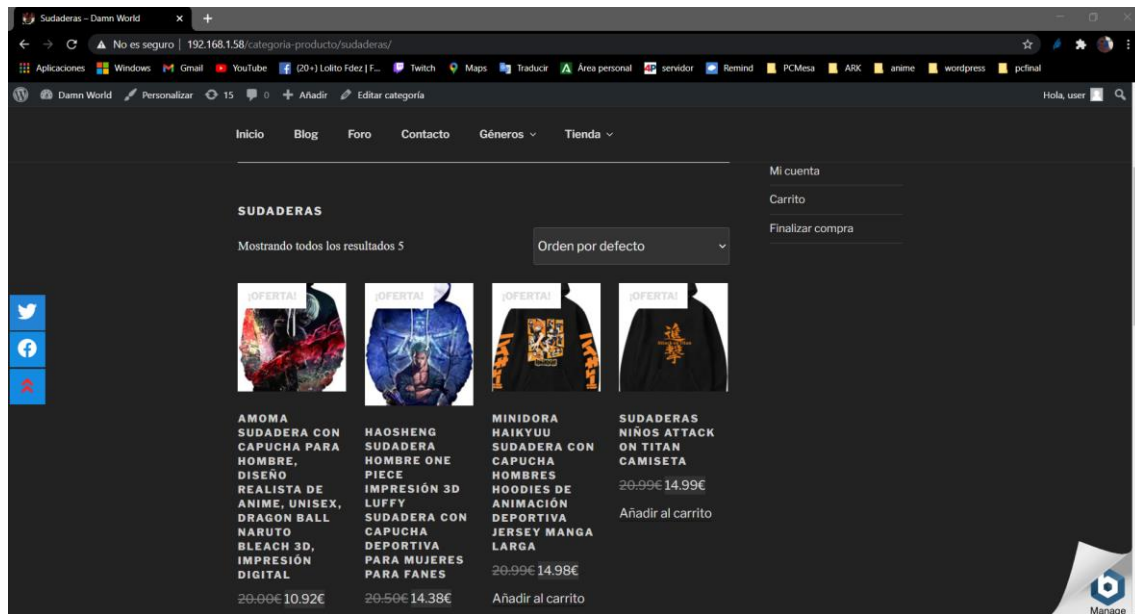 Sudaderas – Damn World
No es seguro | 192.168.1.58/categoria-producto/sudaderas/
Aplicaciones Windows Gmail YouTube (20+) Lolito Fdez | F... Twitch Maps Traducir Área personal servidor Remind PCMesa ARK anime wordpress pcfinal
Damn World Personalizar 15 0 Añadir Editar categoría Hola, user
Inicio Blog Foro Contacto Géneros Tienda
Mi cuenta
Carrito
Finalizar compra
SUDADERAS
Mostrando todos los resultados 5
Orden por defecto
¡OFERTA!
AMOMA
SUDADERA CON
CAPUCHA PARA
HOMBRE,
DISEÑO
REALISTA DE
ANIME, UNISEX,
DRAGON BALL
NARUTO
BLEACH 3D,
IMPRESIÓN
DIGITAL
20.00€ 10.92€
¡OFERTA!
HAOSHENG
SUDADERA
HOMBRE ONE
PIECE
IMPRESIÓN 3D
LUFFY
SUDADERA CON
CAPUCHA
DEPORTIVA
PARA MUJERES
PARA FANES
20.50€ 14.38€
¡OFERTA!
MINIDORA
HAIKYUU
SUDADERA CON
CAPUCHA
HOMBRES
HOODIES DE
ANIMACIÓN
DEPORTIVA
JERSEY MANGA
LARGA
20.99€ 14.98€
Añadir al carrito
¡OFERTA!
進撃
SUDADERAS
NIÑOS ATTACK
ON TITAN
CAMISETA
20.99€ 14.99€
Añadir al carrito
Manage